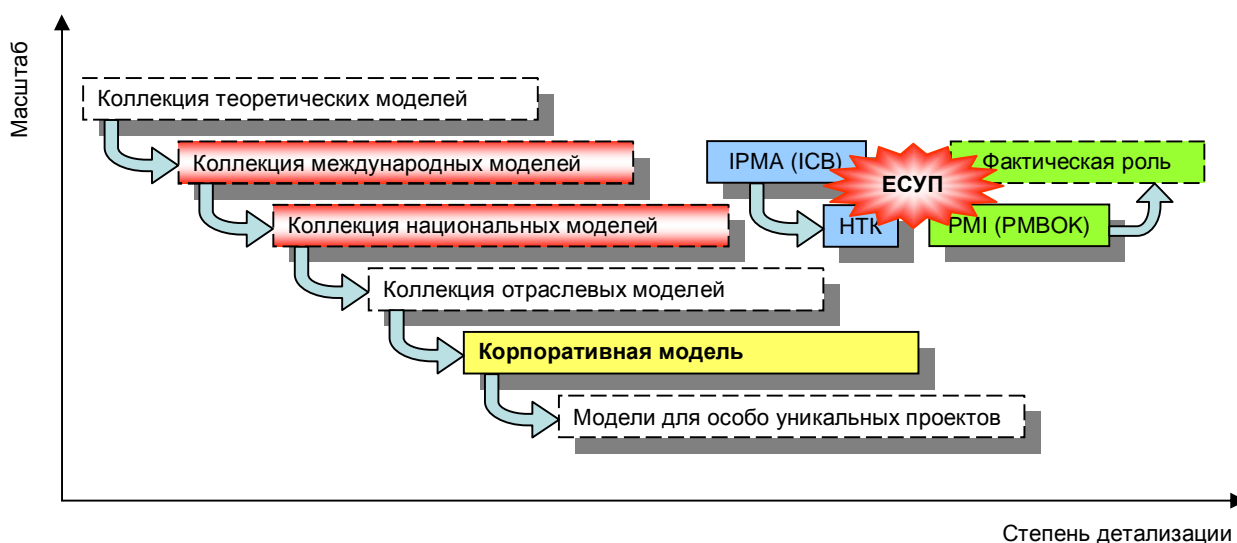 Масштаб
Коллекция теоретических моделей
Коллекция международных моделей
IPMA (ICB)
ЕСУП
Фактическая роль
Коллекция национальных моделей
НТК
PMI (PMBOK)
Коллекция отраслевых моделей
Корпоративная модель
Модели для особо уникальных проектов
Степень детализации